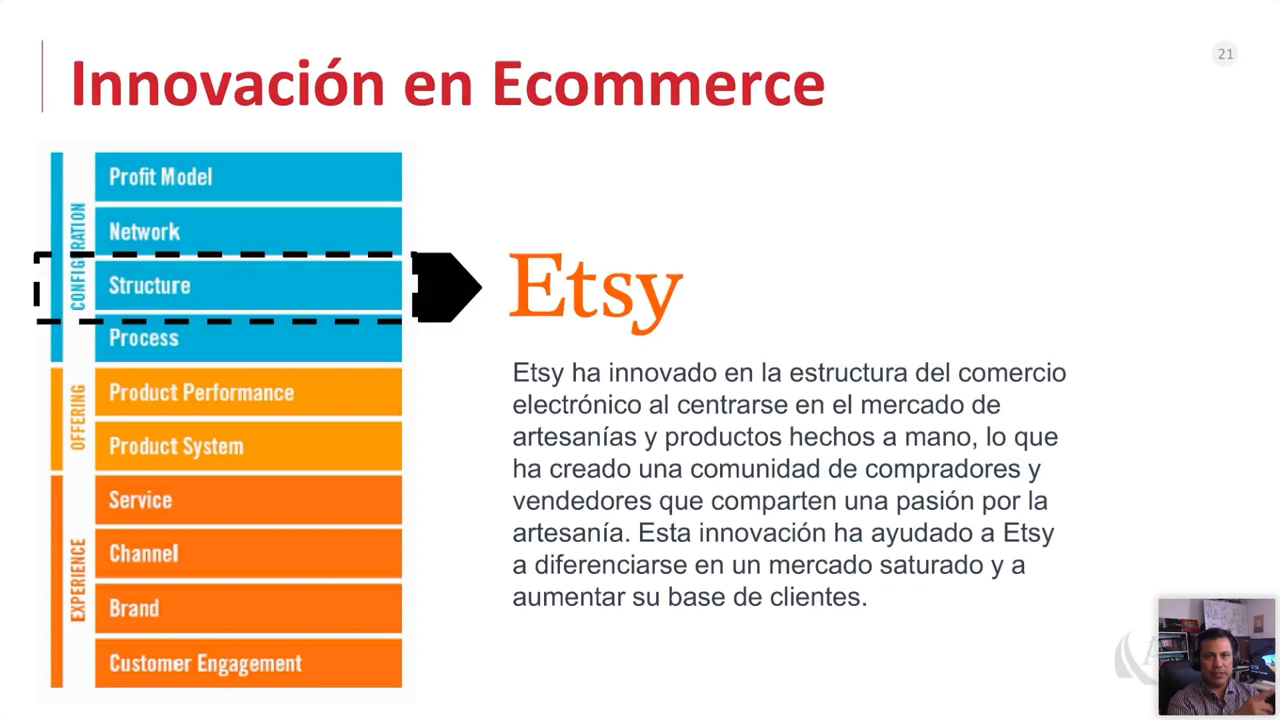 Innovación en Ecommerce
21
CONFIGURATION
Profit Model
Network
Structure
Process
OFFERING
Product Performance
Product System
EXPERIENCE
Service
Channel
Brand
Customer Engagement
Etsy
Etsy ha innovado en la estructura del comercio
electrónico al centrarse en el mercado de
artesanías y productos hechos a mano, lo que
ha creado una comunidad de compradores y
vendedores que comparten una pasión por la
artesanía. Esta innovación ha ayudado a Etsy
a diferenciarse en un mercado saturado y a
aumentar su base de clientes.